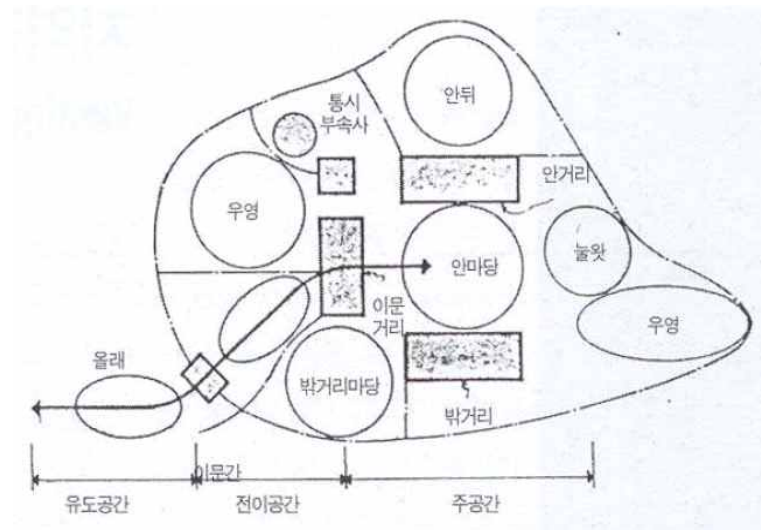 안뒤
통시
부속사
안거리
우영
눌왓
안마당
이문
거리
우영
올래
밖거리마당
밖거리
이문간
유도공간
전이공간
주공간